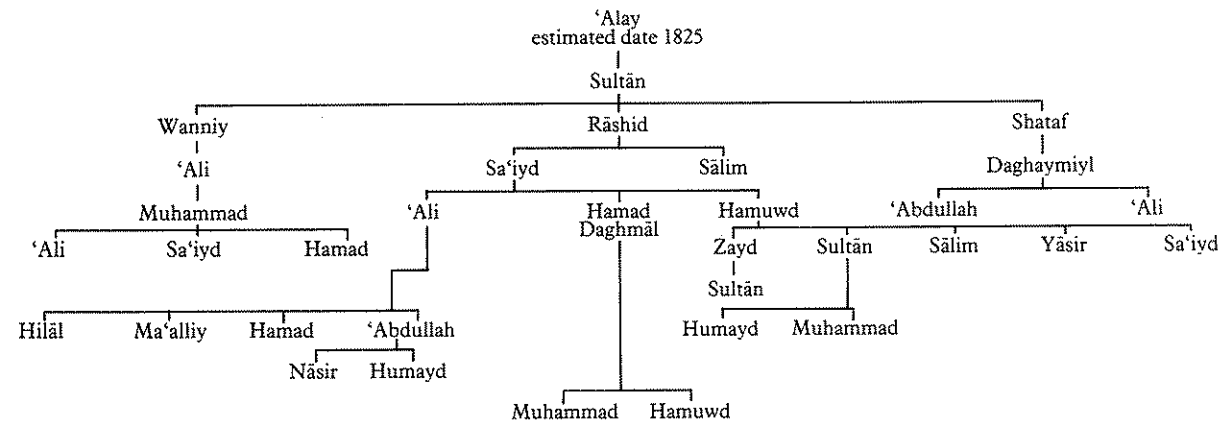 ‘Alay
estimated date 1825
Sultān
Wanniy Rāshid Shataf
‘Ali Sa‘iyd Sālim Daghaymiyl
Muhammad ‘Ali Hamad Hamuwd ‘Abdullah ‘Ali
Daghmāl
‘Ali Sa‘iyd Hamad Zayd Sultān Sālim Yāsir Sa‘iyd
Sultān
Hilāl Ma‘alliy Hamad ‘Abdullah Humayd Muhammad
Nāsir Humayd
Muhammad Hamuwd